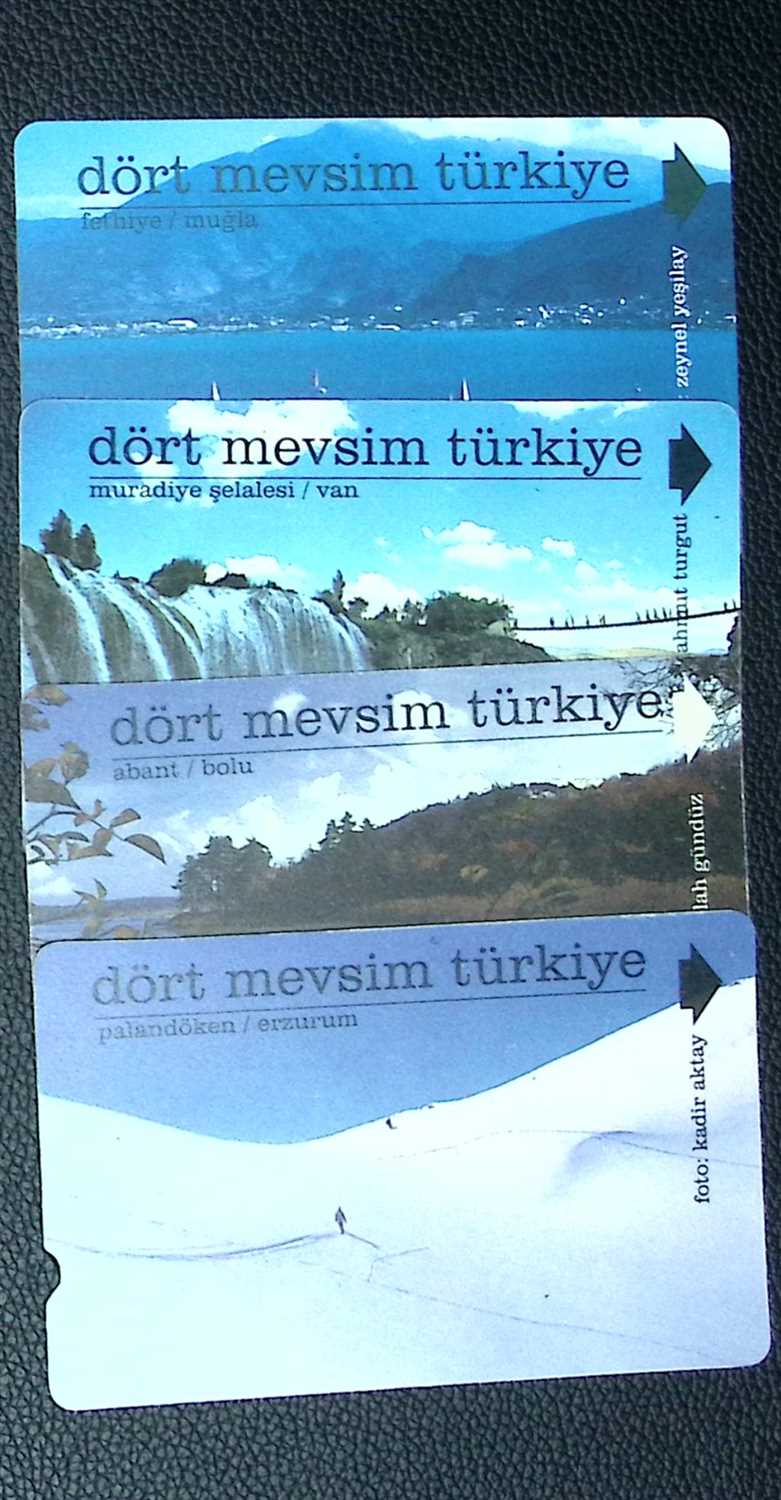 dört mevsim türkiye
fethiye / muğla
zeynel yeşilay
dört mevsim türkiye
muradiye şelalesi / van
turgut
dört mevsim türkiye
abant / bolu
gündüz
dört mevsim türkiye
palandöken / erzurum
foto: kadir aktay